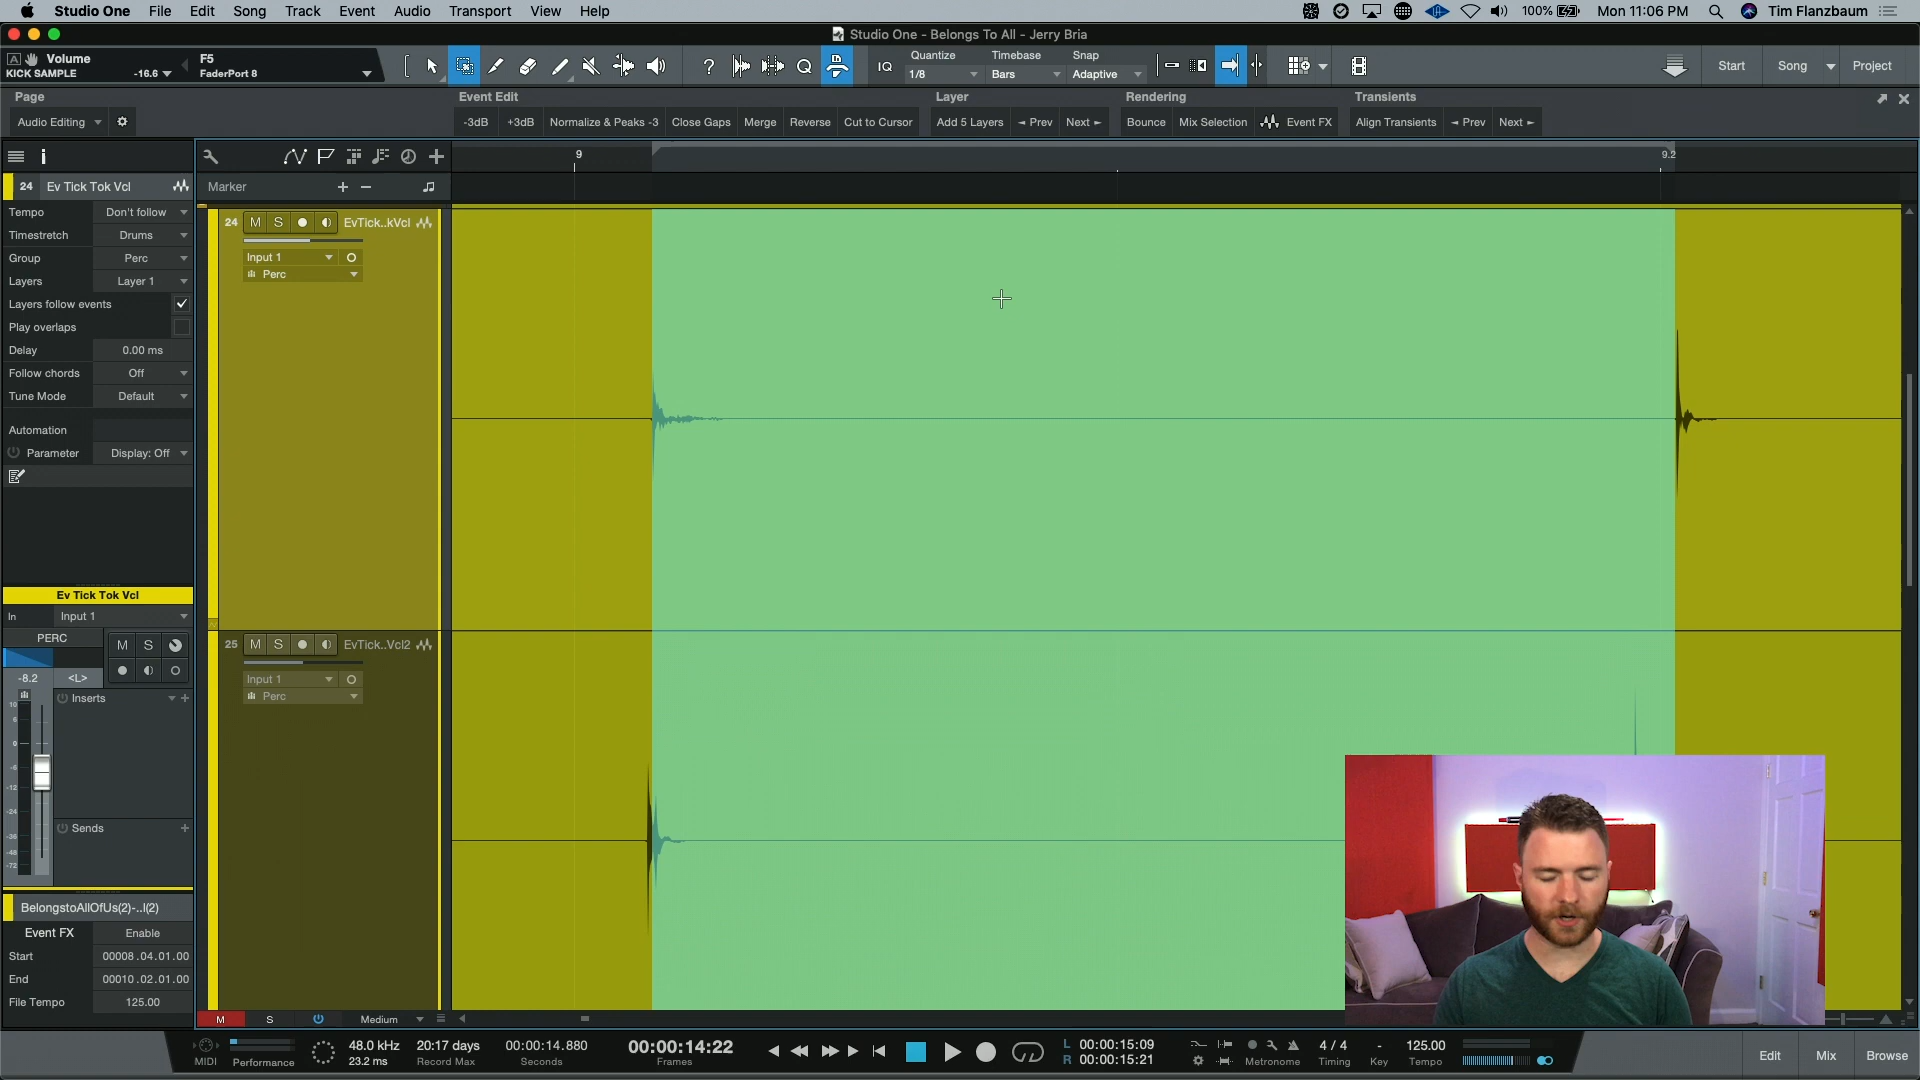 Studio One File Edit Song Track Event Audio Transport View Help
100% Mon 11:06 PM Tim Flanzbaum
Studio One - Belongs To All - Jerry Bria
A Volume
KICK SAMPLE -16.6
F5
FaderPort 8
IQ
Quantize
1/8
Timebase
Bars
Snap
Adaptive
Start Song Project
Page
Audio Editing
Event Edit
-3dB +3dB Normalize & Peaks -3 Close Gaps Merge Reverse Cut to Cursor
Layer
Add 5 Layers Prev Next
Rendering
Bounce Mix Selection Event FX
Transients
Align Transients Prev Next
9 9.2
Marker + −
24 Ev Tick Tok Vcl
Tempo Don't follow
Timestretch Drums
Group Perc
Layers Layer 1
Layers follow events
Play overlaps
Delay 0.00 ms
Follow chords Off
Tune Mode Default
Automation
Parameter Display: Off
24 M S EvTick..kVcl
Input 1
Perc
25 M S EvTick..Vcl2
Input 1
Perc
Ev Tick Tok Vcl
In Input 1
PERC M S
-8.2 <L>
Inserts
Sends
BelongstoAllOfUs(2)-..l(2)
Event FX Enable
Start 00008.04.01.00
End 00010.02.01.00
File Tempo 125.00
M S Medium
MIDI
Performance
48.0 kHz
23.2 ms
20:17 days
Record Max
00:00:14.880
Seconds
00:00:14:22
Frames
L 00:00:15:09
R 00:00:15:21
Metronome
4 / 4
Timing
-
Key
125.00
Tempo
Edit Mix Browse